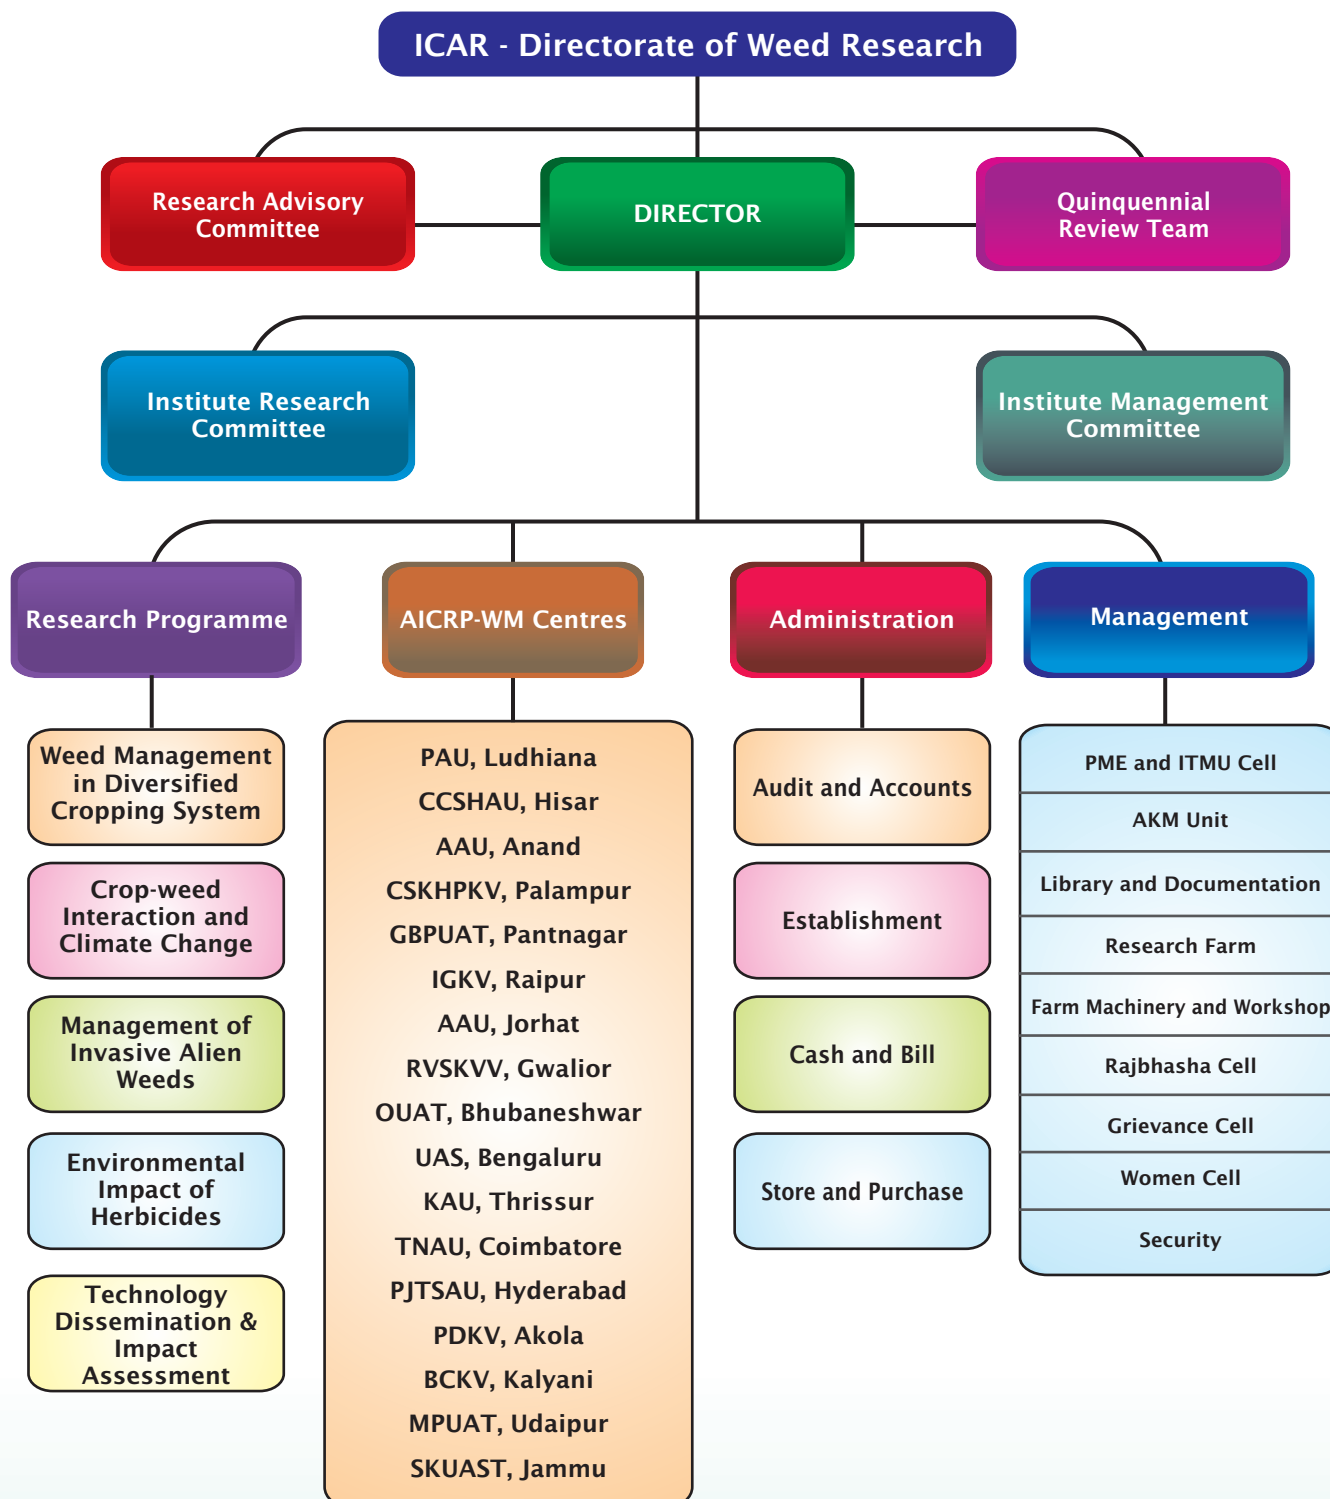 ICAR - Directorate of Weed Research
Research Advisory
Committee
DIRECTOR
Quinquennial
Review Team
Institute Research
Committee
Institute Management
Committee
Research Programme
AICRP-WM Centres
Administration
Management
Weed Management
in Diversified
Cropping System
Crop-weed
Interaction and
Climate Change
Management of
Invasive Alien
Weeds
Environmental
Impact of
Herbicides
Technology
Dissemination &
Impact
Assessment
PAU, Ludhiana
CCSHAU, Hisar
AAU, Anand
CSKHPKV, Palampur
GBPUAT, Pantnagar
IGKV, Raipur
AAU, Jorhat
RVSKVV, Gwalior
OUAT, Bhubaneshwar
UAS, Bengaluru
KAU, Thrissur
TNAU, Coimbatore
PJTSAU, Hyderabad
PDKV, Akola
BCKV, Kalyani
MPUAT, Udaipur
SKUAST, Jammu
Audit and Accounts
Establishment
Cash and Bill
Store and Purchase
PME and ITMU Cell
AKM Unit
Library and Documentation
Research Farm
Farm Machinery and Workshop
Rajbhasha Cell
Grievance Cell
Women Cell
Security